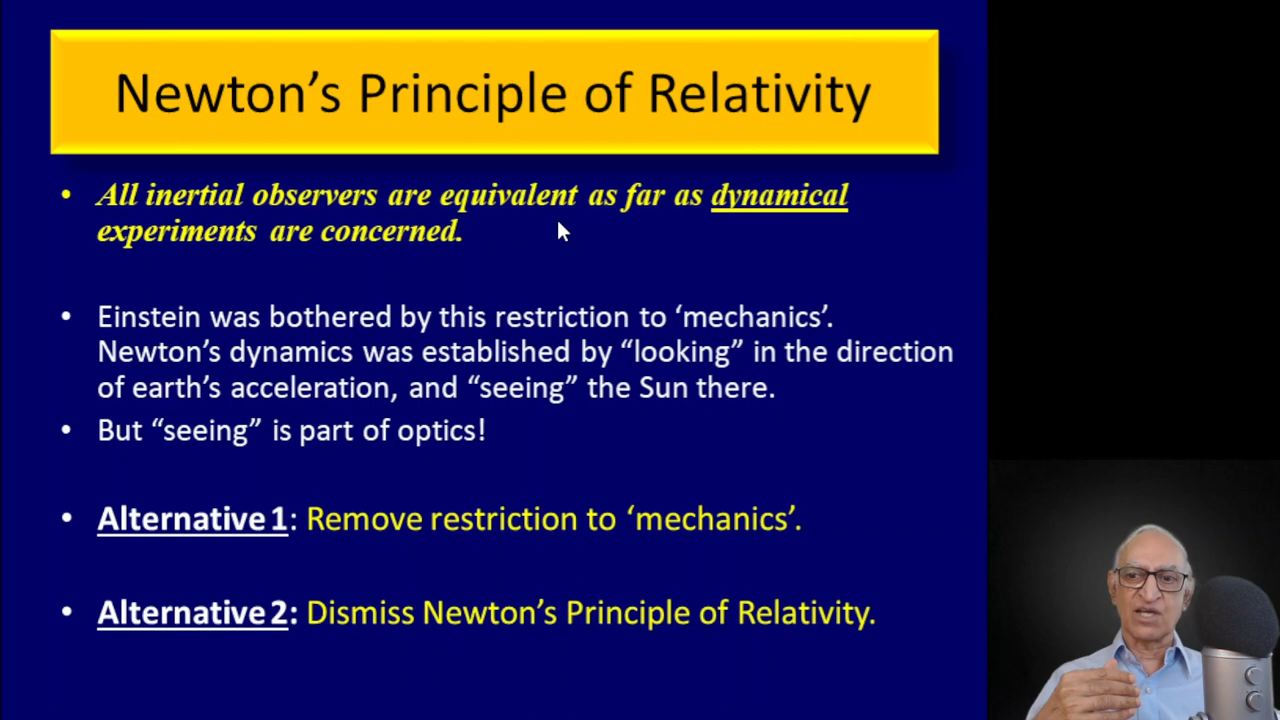 Newton's Principle of Relativity
• All inertial observers are equivalent as far as dynamical
experiments are concerned.
• Einstein was bothered by this restriction to ‘mechanics’.
Newton's dynamics was established by “looking” in the direction
of earth's acceleration, and “seeing” the Sun there.
• But “seeing” is part of optics!
• Alternative 1: Remove restriction to ‘mechanics’.
• Alternative 2: Dismiss Newton's Principle of Relativity.